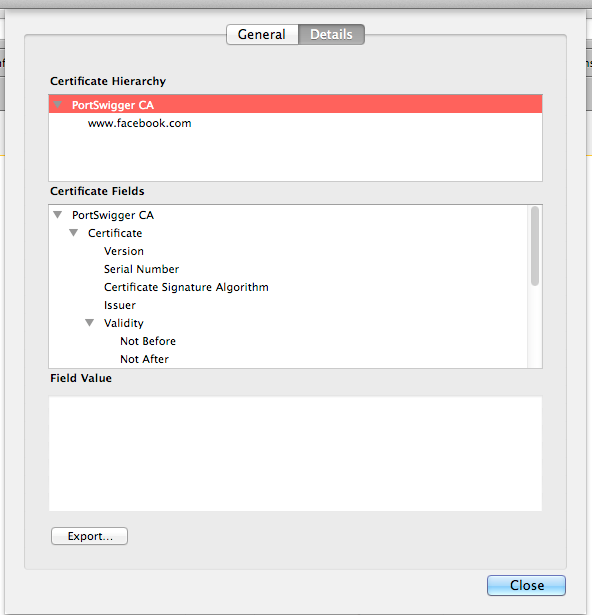 General Details
Certificate Hierarchy
PortSwigger CA
www.facebook.com
Certificate Fields
PortSwigger CA
Certificate
Version
Serial Number
Certificate Signature Algorithm
Issuer
Validity
Not Before
Not After
Field Value
Export...
Close